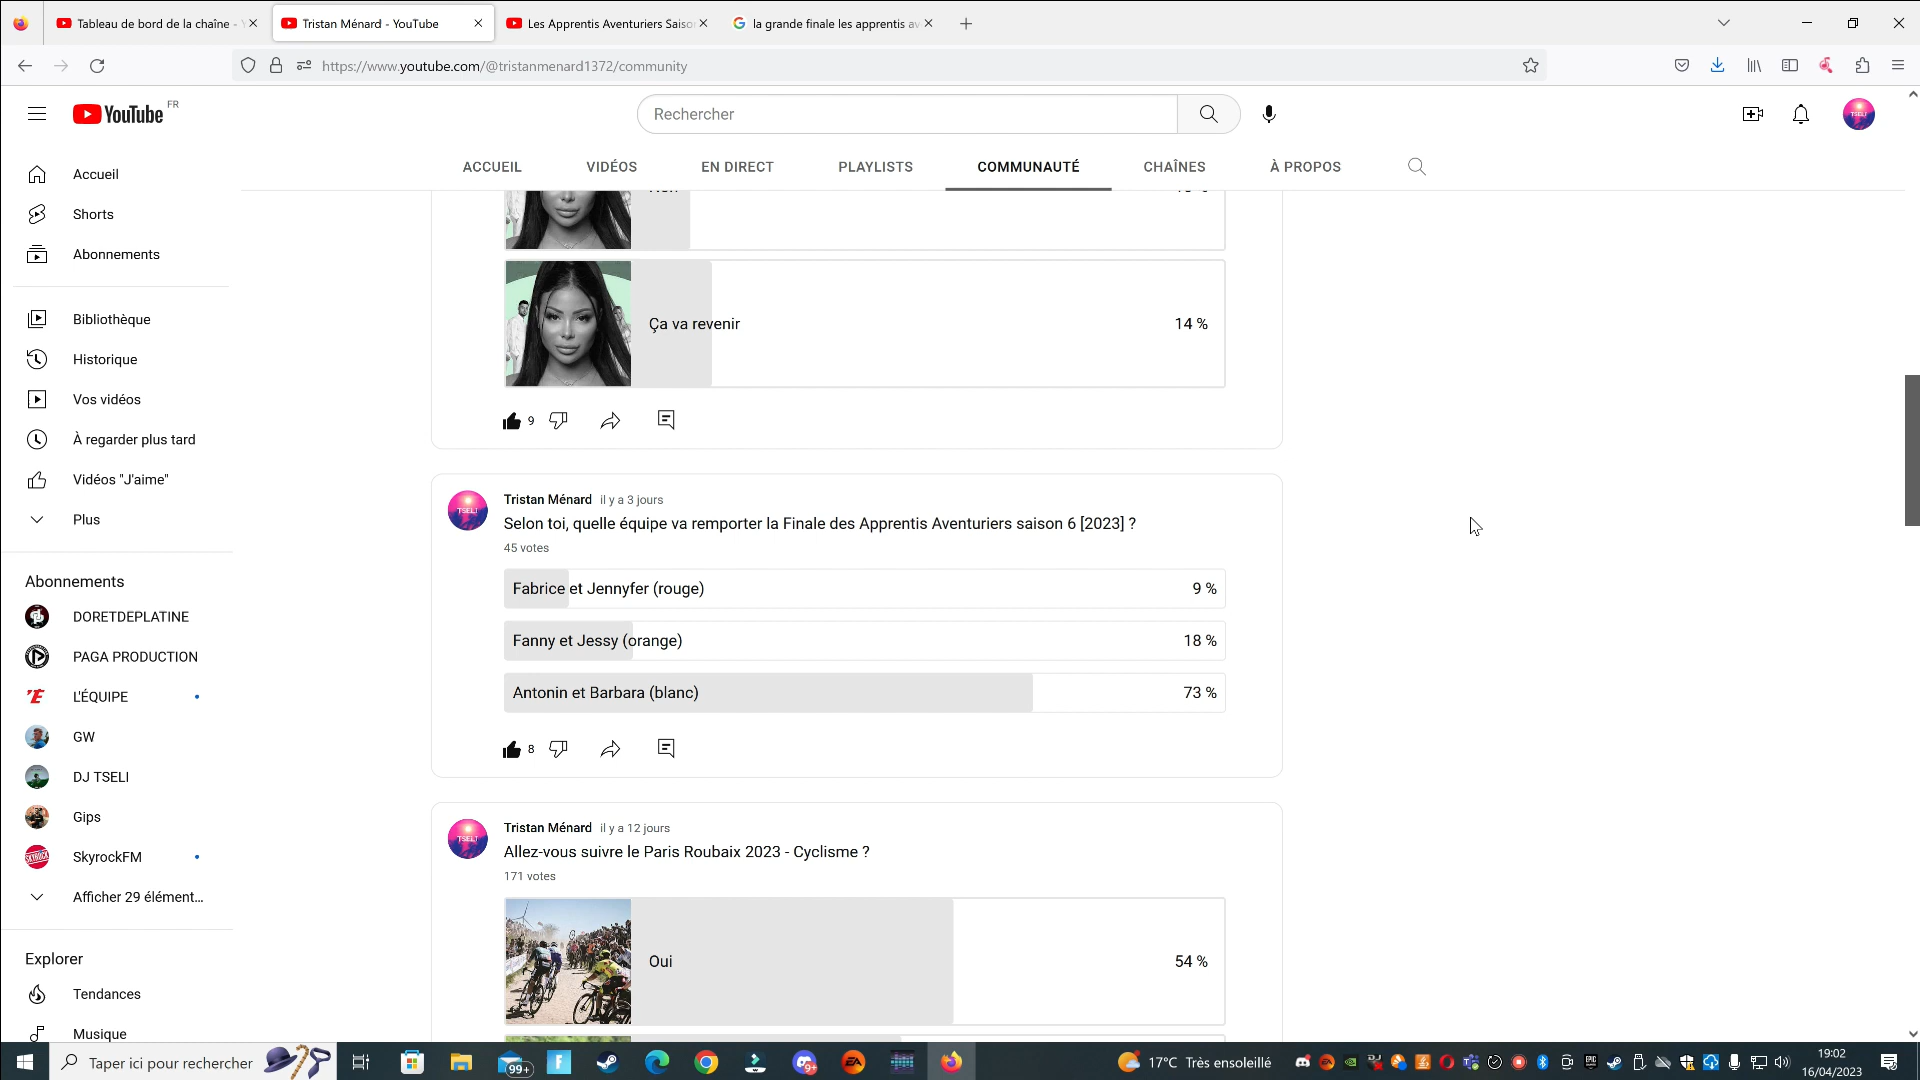 Tableau de bord de la chaîne - Y
Tristan Ménard - YouTube
Les Apprentis Aventuriers Saiso
la grande finale les apprentis av
https://www.youtube.com/@tristanmenard1372/community
YouTube FR
Rechercher
ACCUEIL
VIDÉOS
EN DIRECT
PLAYLISTS
COMMUNAUTÉ
CHAÎNES
À PROPOS
Accueil
Shorts
Abonnements
Bibliothèque
Historique
Vos vidéos
À regarder plus tard
Vidéos "J'aime"
Plus
Abonnements
DORETDEPLATINE
PAGA PRODUCTION
L'ÉQUIPE
GW
DJ TSELI
Gips
SkyrockFM
Afficher 29 élément...
Explorer
Tendances
Musique
Ça va revenir
14 %
9
Tristan Ménard il y a 3 jours
Selon toi, quelle équipe va remporter la Finale des Apprentis Aventuriers saison 6 [2023] ?
45 votes
Fabrice et Jennyfer (rouge)
9 %
Fanny et Jessy (orange)
18 %
Antonin et Barbara (blanc)
73 %
8
Tristan Ménard il y a 12 jours
Allez-vous suivre le Paris Roubaix 2023 - Cyclisme ?
171 votes
Oui
54 %
Taper ici pour rechercher
99+
17°C Très ensoleillé
19:02
16/04/2023